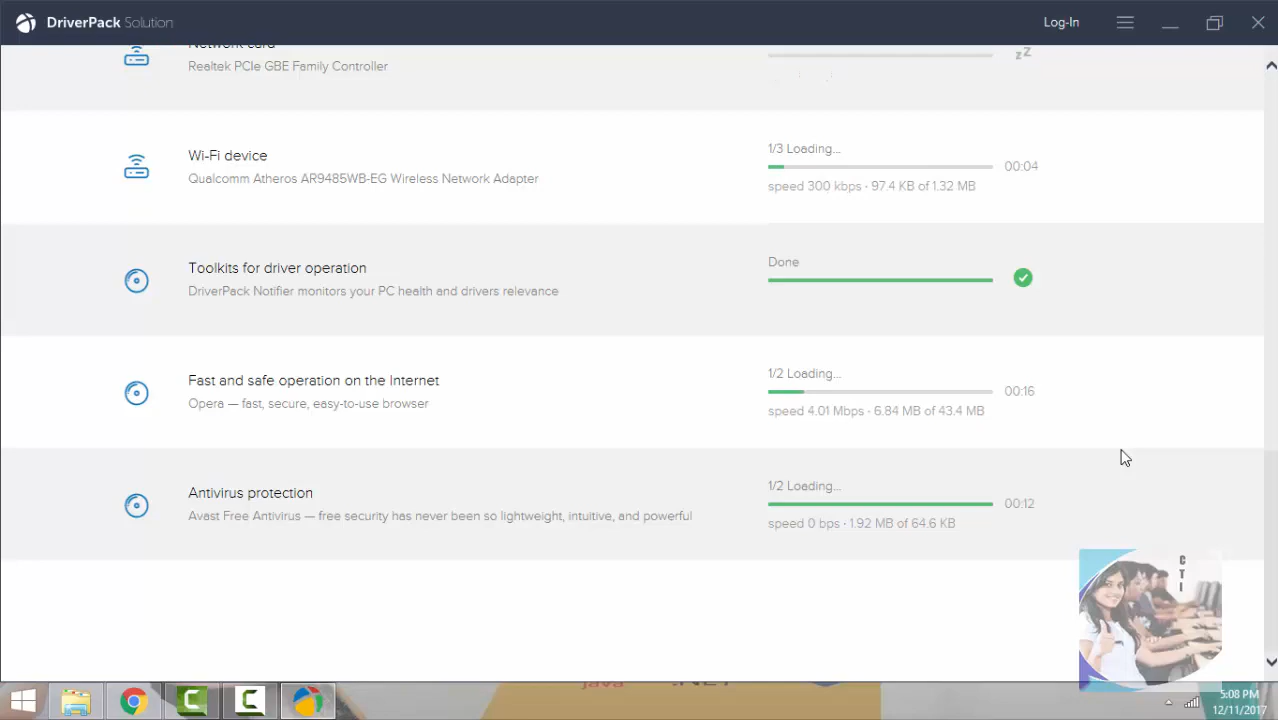 DriverPack Solution
Log-In
Network card
Realtek PCIe GBE Family Controller
zZ
Wi-Fi device
Qualcomm Atheros AR9485WB-EG Wireless Network Adapter
1/3 Loading...
00:04
speed 300 kbps · 97.4 KB of 1.32 MB
Toolkits for driver operation
DriverPack Notifier monitors your PC health and drivers relevance
Done
Fast and safe operation on the Internet
Opera — fast, secure, easy-to-use browser
1/2 Loading...
00:16
speed 4.01 Mbps · 6.84 MB of 43.4 MB
Antivirus protection
Avast Free Antivirus — free security has never been so lightweight, intuitive, and powerful
1/2 Loading...
00:12
speed 0 bps · 1.92 MB of 64.6 KB
CTI
java
.NET
5:08 PM
12/11/2017